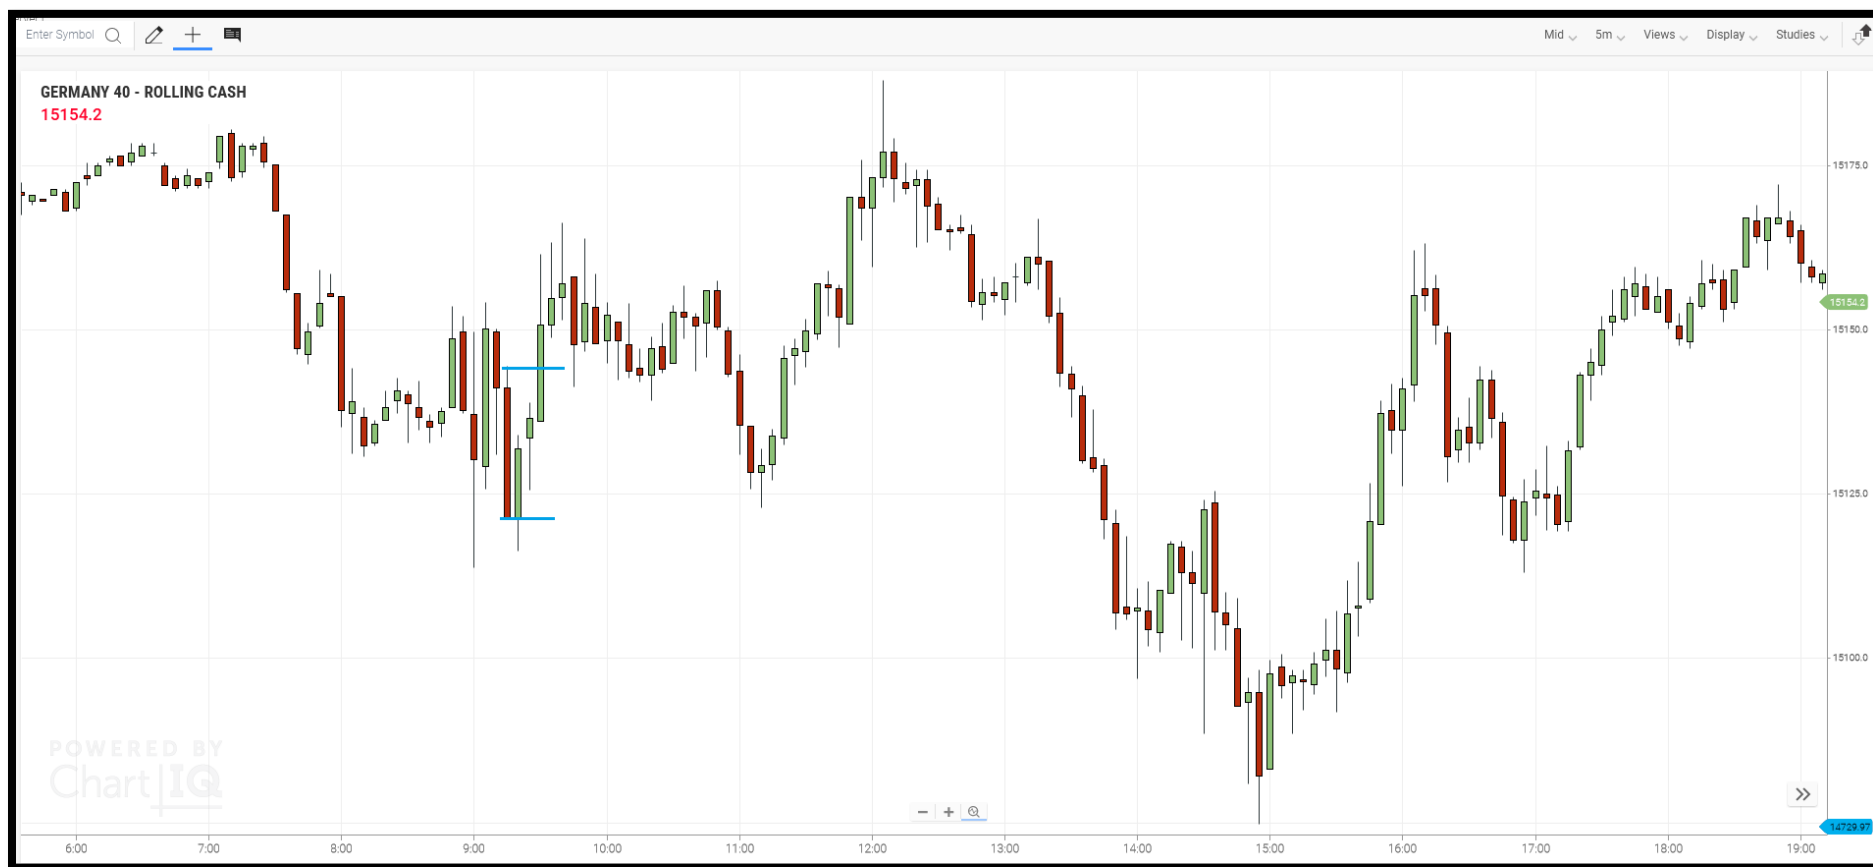 Enter Symbol
Mid 5m Views Display Studies
GERMANY 40 - ROLLING CASH
15154.2
15175.0
15154.2
15150.0
15125.0
15100.0
POWERED BY
Chart IQ
14729.97
6:00 7:00 8:00 9:00 10:00 11:00 12:00 13:00 14:00 15:00 16:00 17:00 18:00 19:00